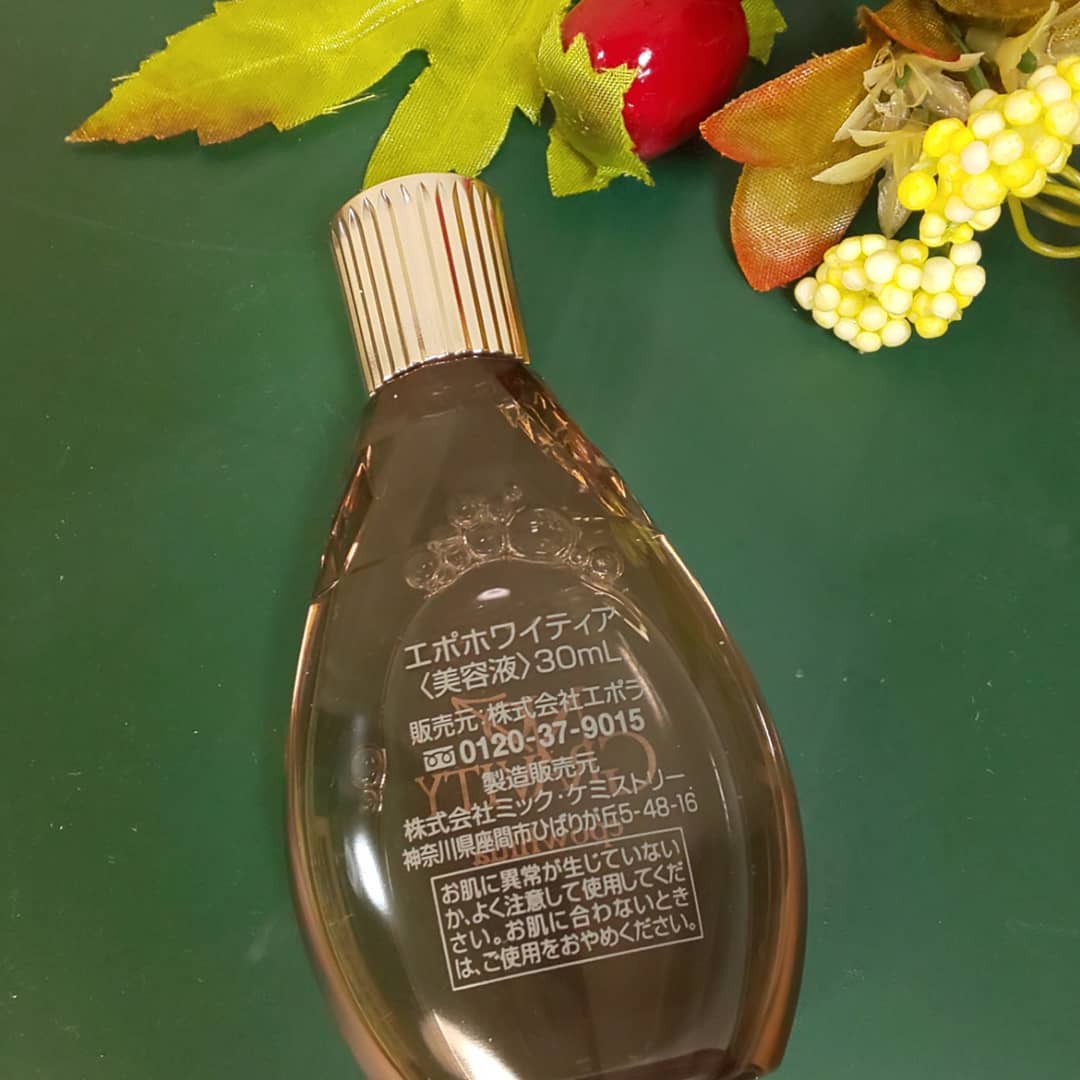 エポホワイティア
〈美容液〉30mL
販売元:株式会社エポラ
0120-37-9015
製造販売元
株式会社ミック・ケミストリー
神奈川県座間市ひばりが丘5-48-16
お肌に異常が生じていない
か、よく注意して使用してくだ
さい。お肌に合わないとき
は、ご使用をおやめください。